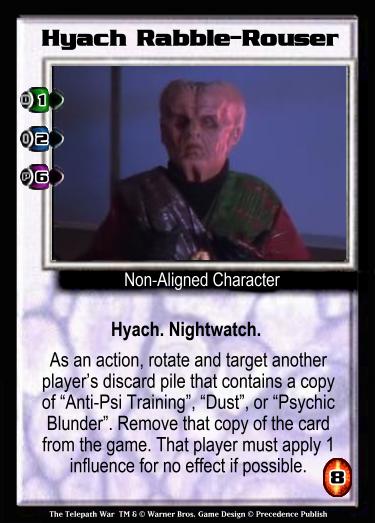 Hyach Rabble-Rouser
D 1
I 2
P 6
Non-Aligned Character
Hyach. Nightwatch.
As an action, rotate and target another
player's discard pile that contains a copy
of “Anti-Psi Training”, “Dust”, or “Psychic
Blunder”. Remove that copy of the card
from the game. That player must apply 1
influence for no effect if possible.
8
The Telepath War TM & © Warner Bros. Game Design © Precedence Publish